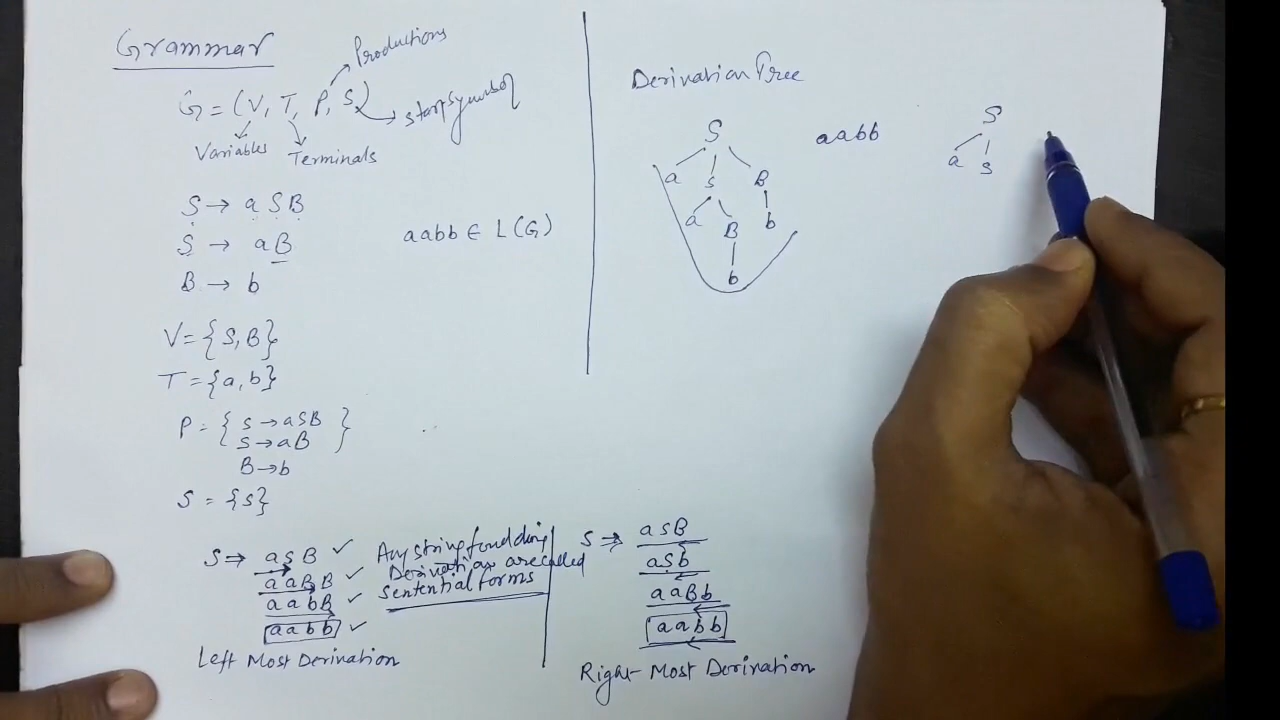 Grammar
Productions
G = (V, T, P, S)
start symbol
Variables
Terminals
S → a S B
S → a B
B → b
aabb ∈ L(G)
V = {S, B}
T = {a, b}
P = { S → aSB
S → aB }
B → b
S = {S}
S ⇒ a S B ✓
a a B B ✓
a a b B ✓
a a b b ✓
Left Most Derivation
Any string found in
Derivation are called
sentential forms
S ⇒ a S B
a S b
a a B b
a a b b
Right-Most Derivation
Derivation Tree
S
a S B
a B b
b
aabb
S
a S